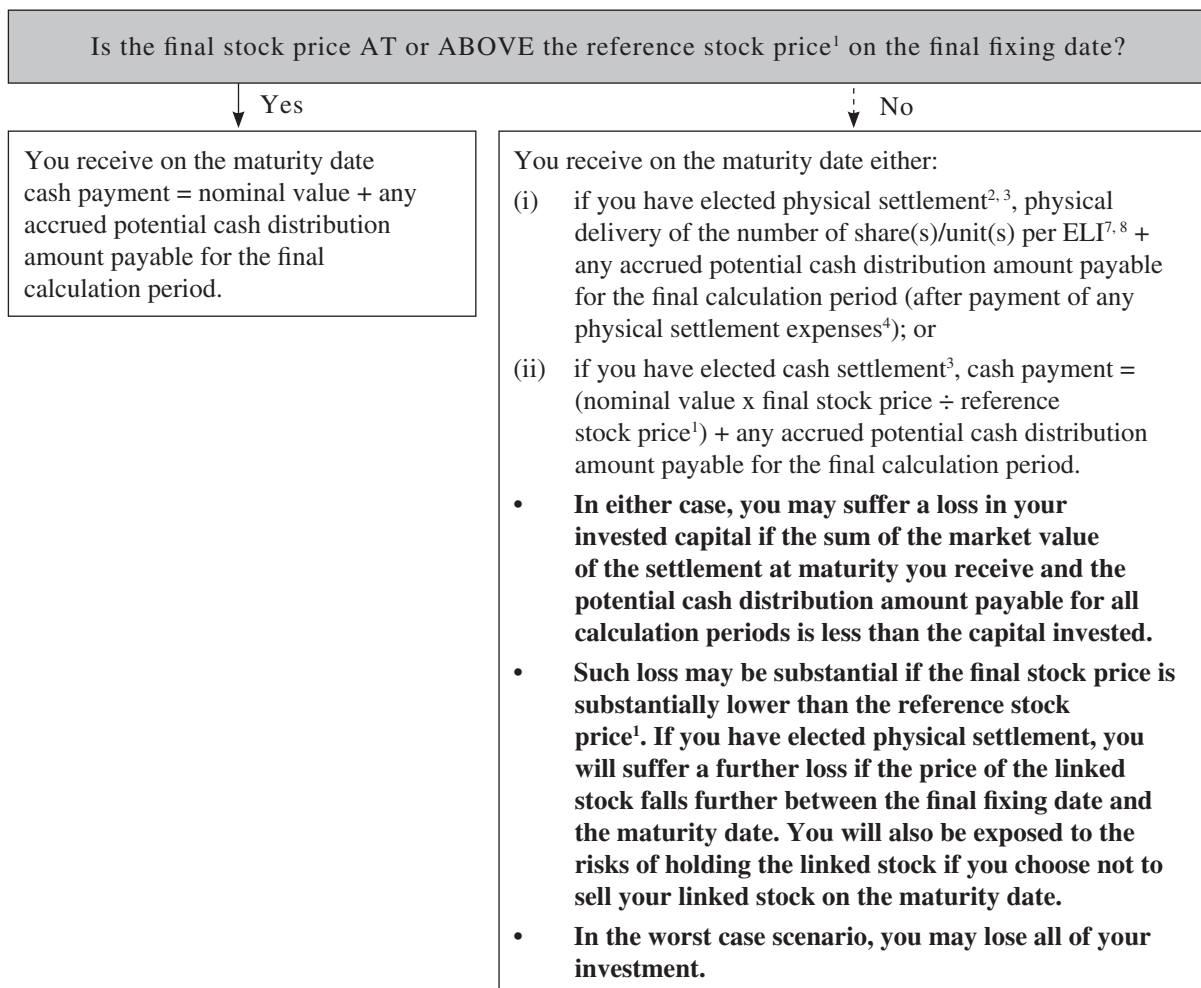 Is the final stock price AT or ABOVE the reference stock price¹ on the final fixing date?
Yes
No
You receive on the maturity date
cash payment = nominal value + any
accrued potential cash distribution
amount payable for the final
calculation period.
You receive on the maturity date either:
(i) if you have elected physical settlement²,³, physical
delivery of the number of share(s)/unit(s) per ELI⁷,⁸ +
any accrued potential cash distribution amount payable
for the final calculation period (after payment of any
physical settlement expenses⁴); or
(ii) if you have elected cash settlement³, cash payment =
(nominal value x final stock price ÷ reference
stock price¹) + any accrued potential cash distribution
amount payable for the final calculation period.
• In either case, you may suffer a loss in your
invested capital if the sum of the market value
of the settlement at maturity you receive and the
potential cash distribution amount payable for all
calculation periods is less than the capital invested.
• Such loss may be substantial if the final stock price is
substantially lower than the reference stock
price¹. If you have elected physical settlement, you
will suffer a further loss if the price of the linked
stock falls further between the final fixing date and
the maturity date. You will also be exposed to the
risks of holding the linked stock if you choose not to
sell your linked stock on the maturity date.
• In the worst case scenario, you may lose all of your
investment.